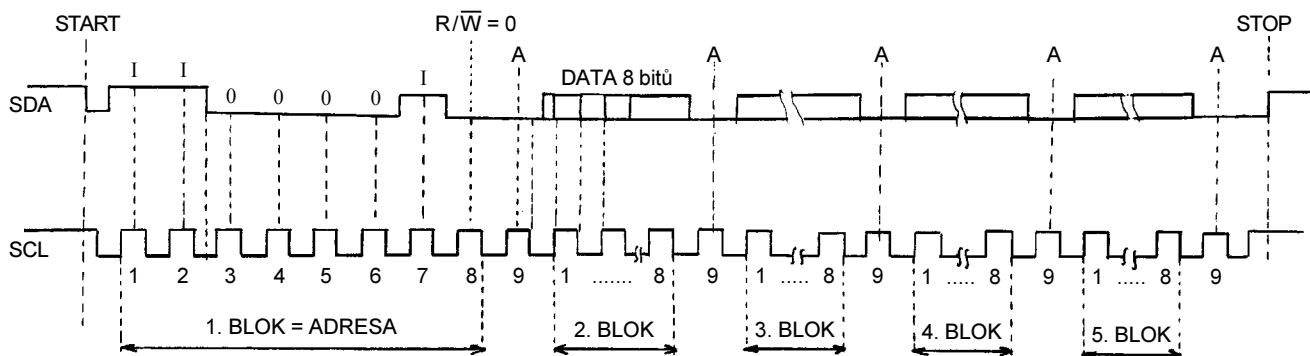 START R/W̅ = 0 STOP
A A A A A
I I I DATA 8 bitů
0 0 0 0
SDA
SCL
1 2 3 4 5 6 7 8 9 1 ....... 8 9 1 ..... 8 9 1 ..... 8 9 1 ..... 8 9
1. BLOK = ADRESA 2. BLOK 3. BLOK 4. BLOK 5. BLOK